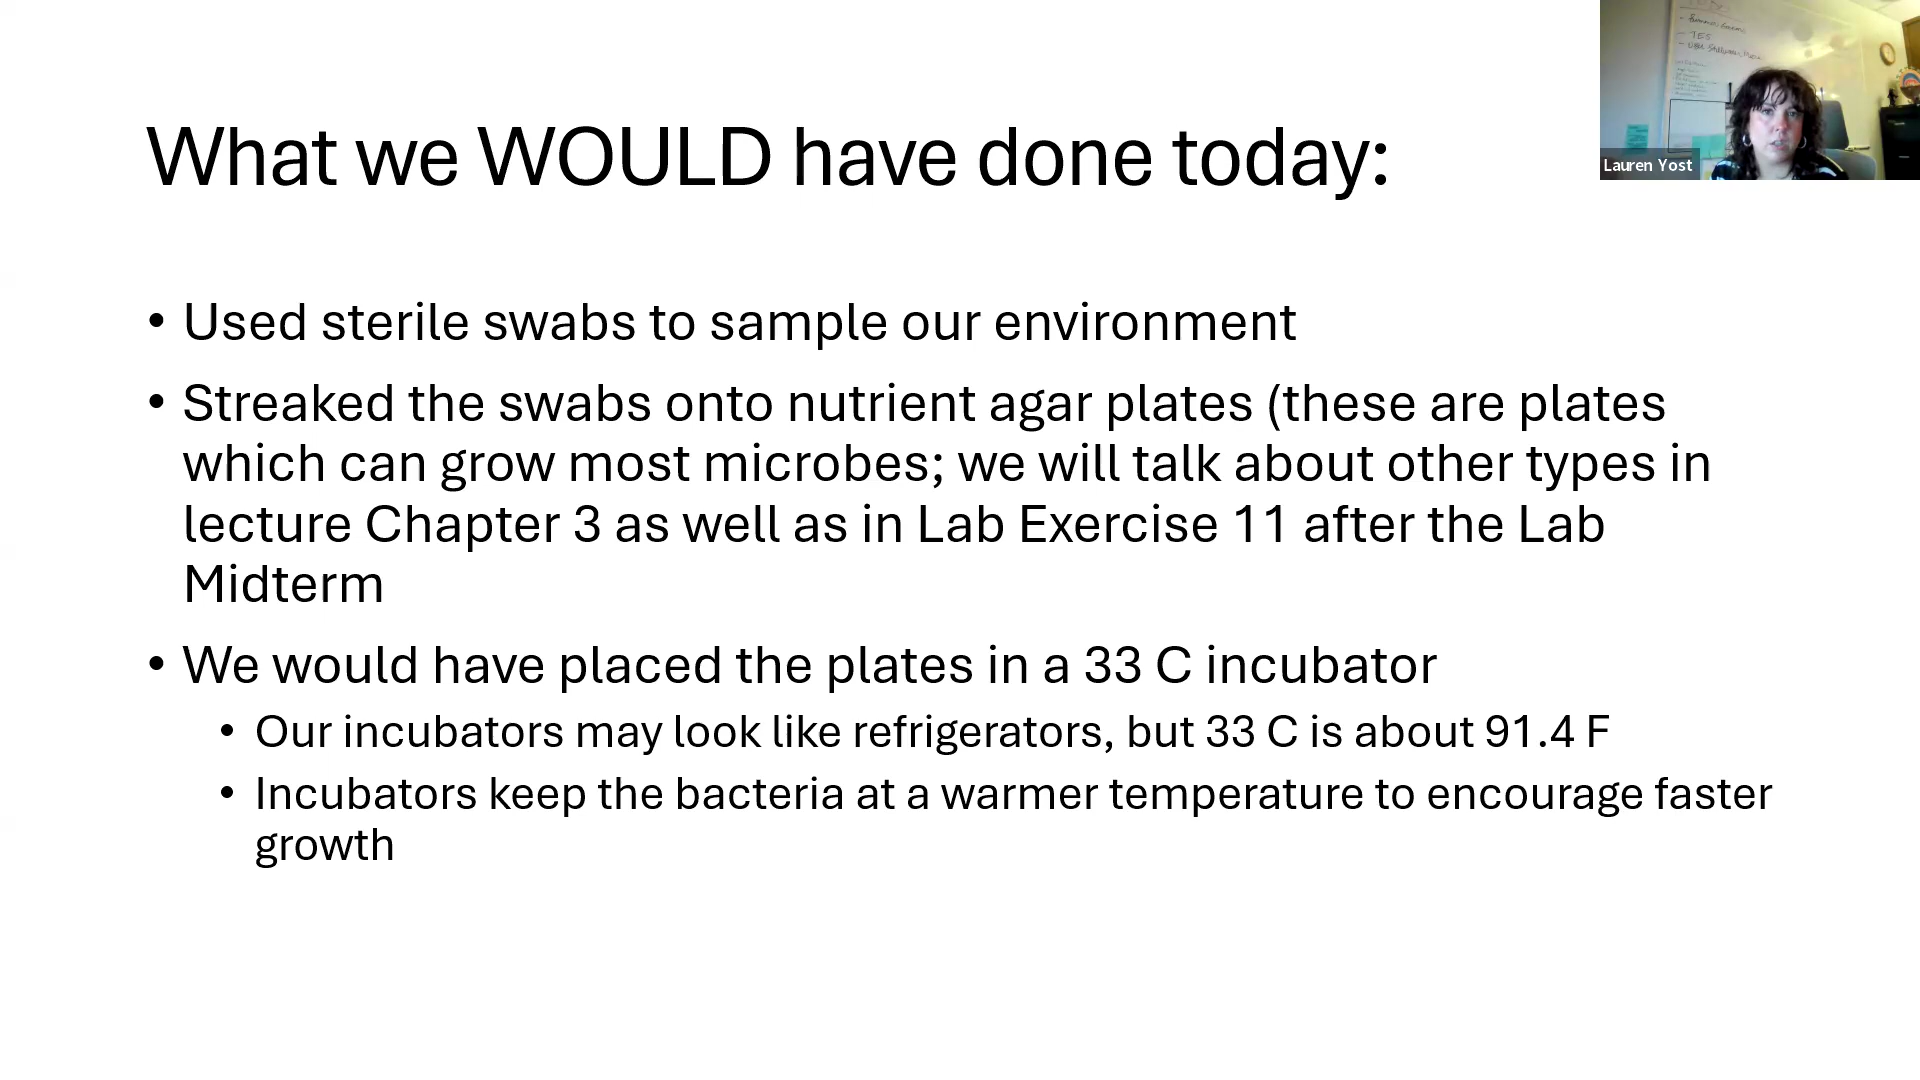 What we WOULD have done today:
• Used sterile swabs to sample our environment
• Streaked the swabs onto nutrient agar plates (these are plates
which can grow most microbes; we will talk about other types in
lecture Chapter 3 as well as in Lab Exercise 11 after the Lab
Midterm
• We would have placed the plates in a 33 C incubator
• Our incubators may look like refrigerators, but 33 C is about 91.4 F
• Incubators keep the bacteria at a warmer temperature to encourage faster
growth
- TES
Lauren Yost